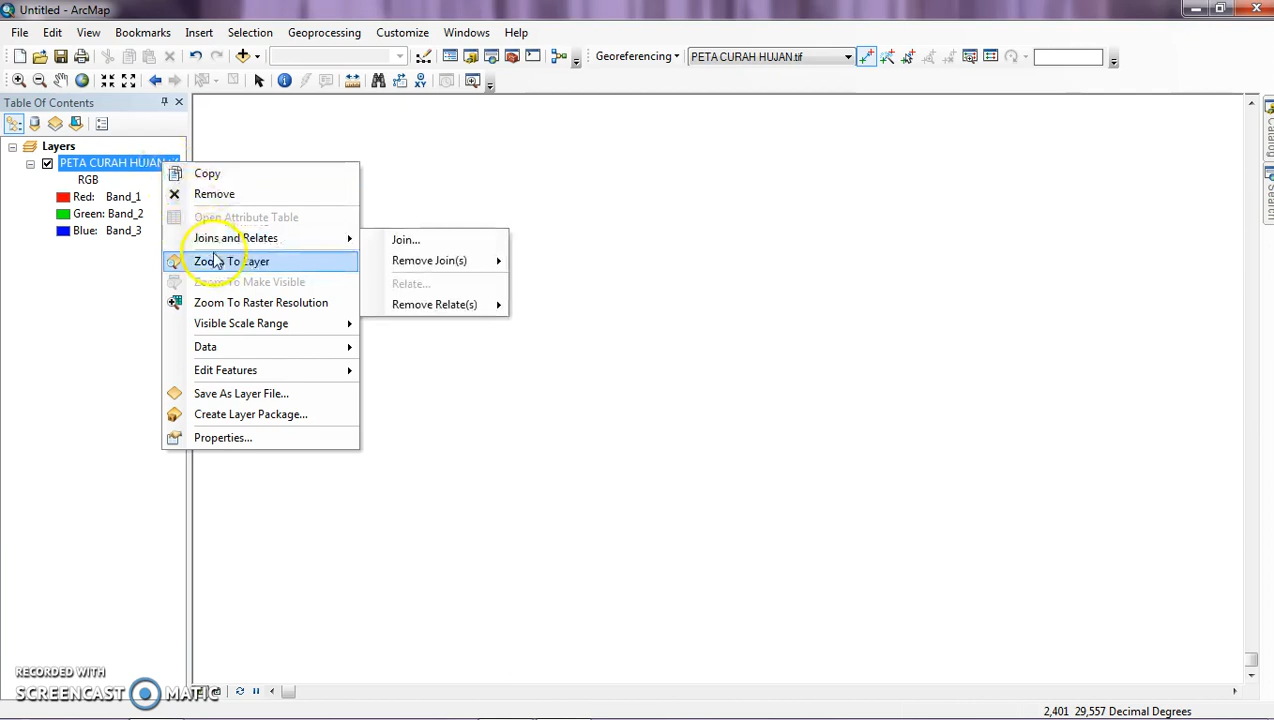 Untitled - ArcMap
File Edit View Bookmarks Insert Selection Geoprocessing Customize Windows Help
Georeferencing PETA CURAH HUJAN.tif
Table Of Contents
Layers
PETA CURAH HUJAN
RGB
Red: Band_1
Green: Band_2
Blue: Band_3
Copy
Remove
Open Attribute Table
Joins and Relates
Zoom To Layer
Zoom To Make Visible
Zoom To Raster Resolution
Visible Scale Range
Data
Edit Features
Save As Layer File...
Create Layer Package...
Properties...
Join...
Remove Join(s)
Relate...
Remove Relate(s)
Catalog
RECORDED WITH
SCREENCAST MATIC
2,401 29,557 Decimal Degrees